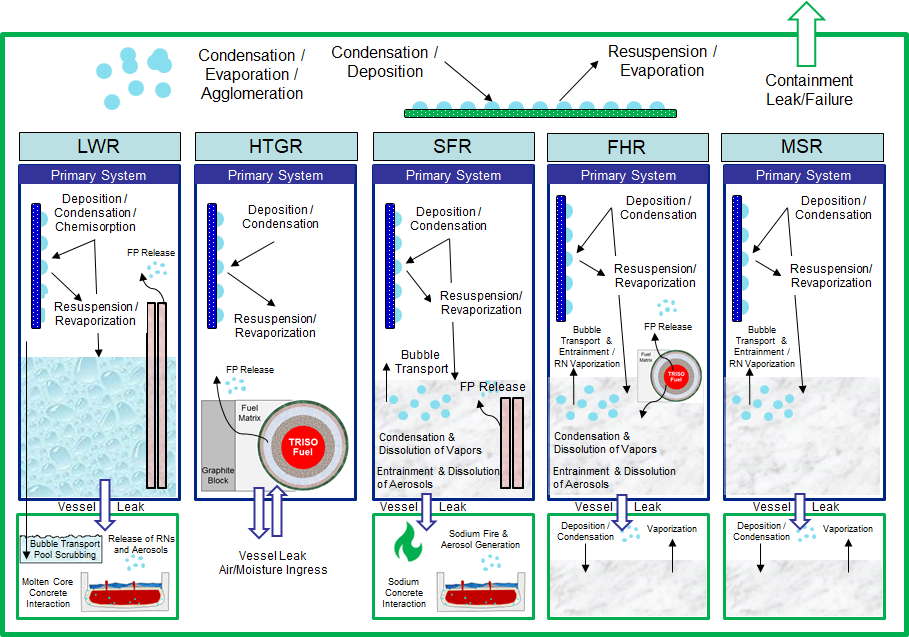 Condensation /
Evaporation /
Agglomeration
Condensation /
Deposition
Resuspension /
Evaporation
Containment
Leak/Failure
LWR
Primary System
Deposition /
Condensation /
Chemisorption
FP Release
Resuspension/
Revaporization
Vessel Leak
Bubble Transport
Pool Scrubbing
Release of RNs
and Aerosols
Molten Core
Concrete
Interaction
HTGR
Primary System
Deposition /
Condensation
Resuspension/
Revaporization
FP Release
Fuel
Matrix
TRISO
Fuel
Graphite
Block
Vessel Leak
Air/Moisture Ingress
SFR
Primary System
Deposition /
Condensation
Resuspension/
Revaporization
Bubble
Transport
FP Release
Condensation &
Dissolution of Vapors
Entrainment & Dissolution
of Aerosols
Vessel Leak
Sodium Fire &
Aerosol Generation
Sodium
Concrete
Interaction
FHR
Primary System
Deposition /
Condensation
Resuspension/
Revaporization
Bubble
Transport &
Entrainment /
RN Vaporization
FP Release
Fuel
Matrix
TRISO
Fuel
Condensation &
Dissolution of Vapors
Entrainment & Dissolution
of Aerosols
Vessel Leak
Deposition /
Condensation
Vaporization
MSR
Primary System
Deposition /
Condensation
Resuspension/
Revaporization
Bubble
Transport &
Entrainment /
RN Vaporization
Vessel Leak
Deposition /
Condensation
Vaporization